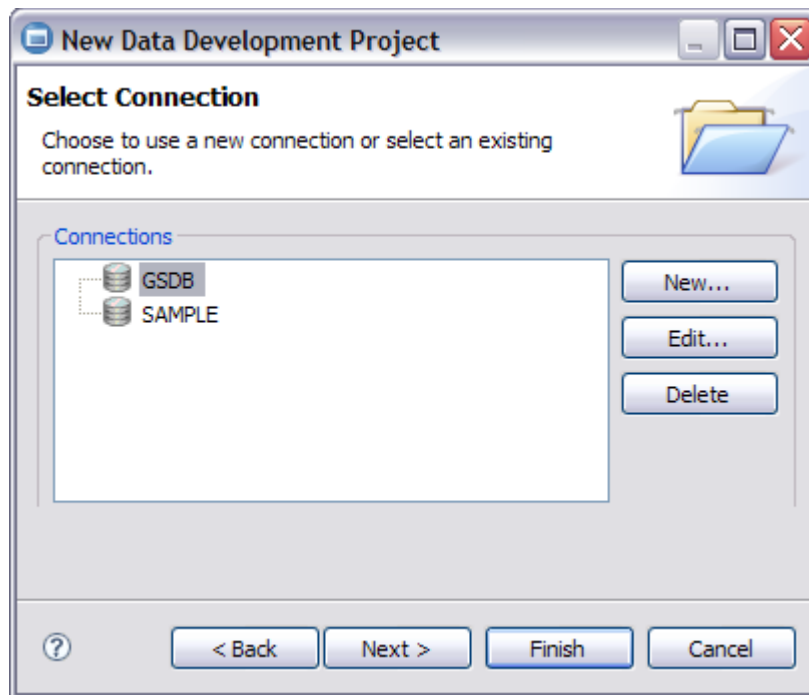 New Data Development Project
Select Connection
Choose to use a new connection or select an existing
connection.
Connections
GSDB
SAMPLE
New...
Edit...
Delete
?
< Back
Next >
Finish
Cancel